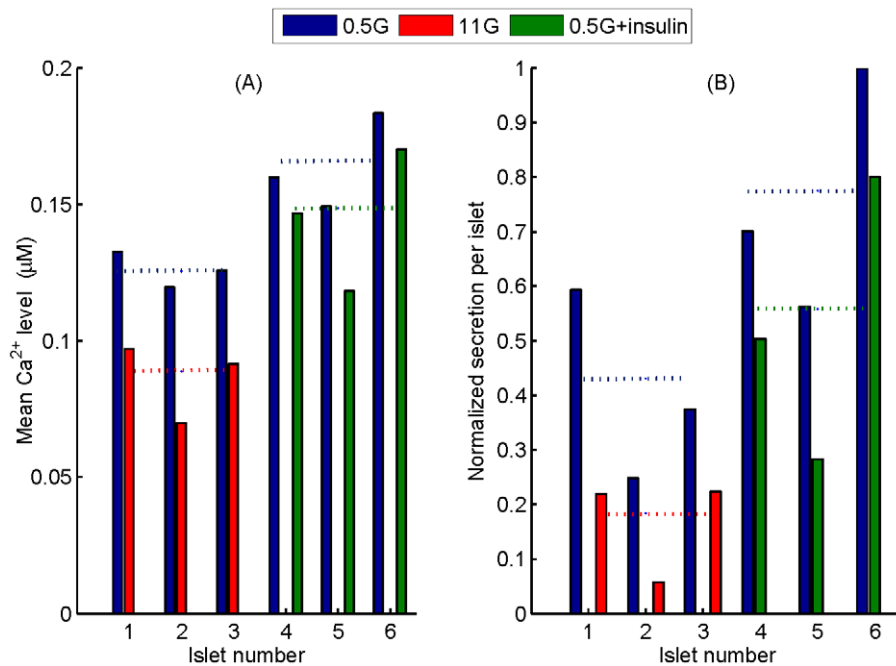 0.5G 11G 0.5G+insulin
(A)
Mean Ca²⁺ level (µM)
0.2
0.15
0.1
0.05
0
1 2 3 4 5 6
Islet number
(B)
Normalized secretion per islet
1
0.9
0.8
0.7
0.6
0.5
0.4
0.3
0.2
0.1
0
1 2 3 4 5 6
Islet number